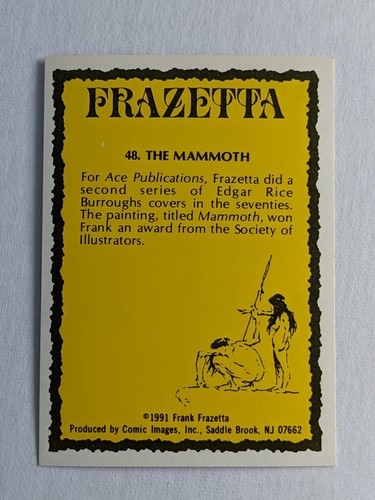 FRAZETTA
48. THE MAMMOTH
For Ace Publications, Frazetta did a
second series of Edgar Rice
Burroughs covers in the seventies.
The painting, titled Mammoth, won
Frank an award from the Society of
Illustrators.
©1991 Frank Frazetta
Produced by Comic Images, Inc., Saddle Brook, NJ 07662